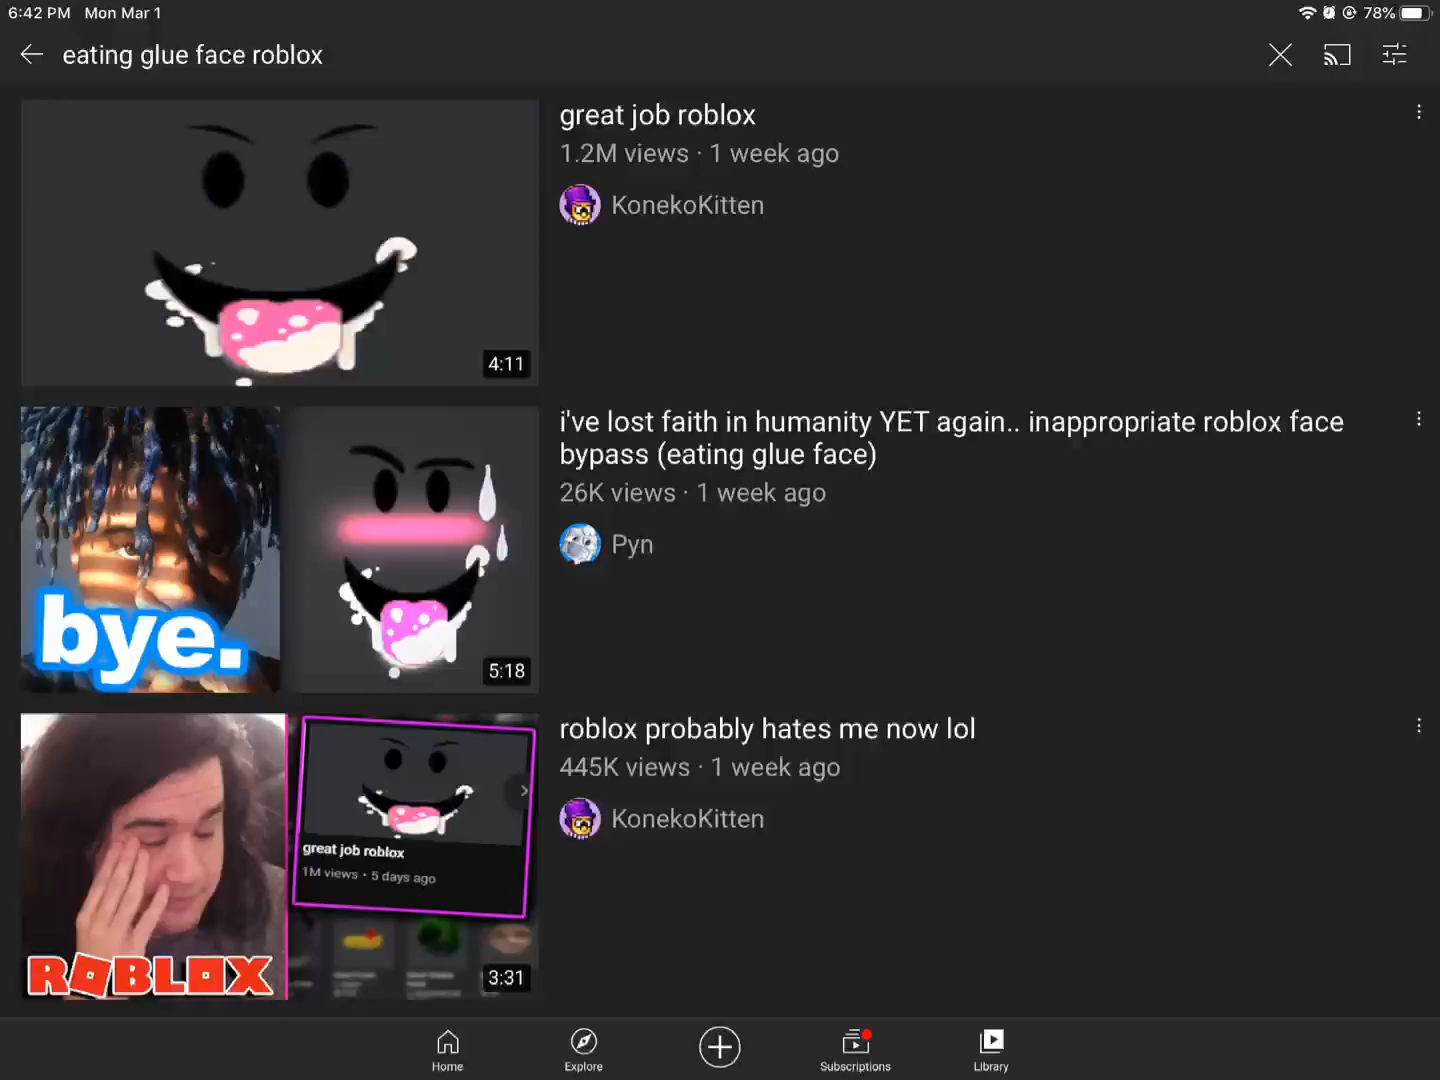 6:42 PM Mon Mar 1 78%
eating glue face roblox
great job roblox
1.2M views · 1 week ago
KonekoKitten
4:11
i've lost faith in humanity YET again.. inappropriate roblox face
bypass (eating glue face)
26K views · 1 week ago
Pyn
bye.
5:18
roblox probably hates me now lol
445K views · 1 week ago
KonekoKitten
great job roblox
1M views • 5 days ago
ROBLOX
3:31
Home Explore Subscriptions Library